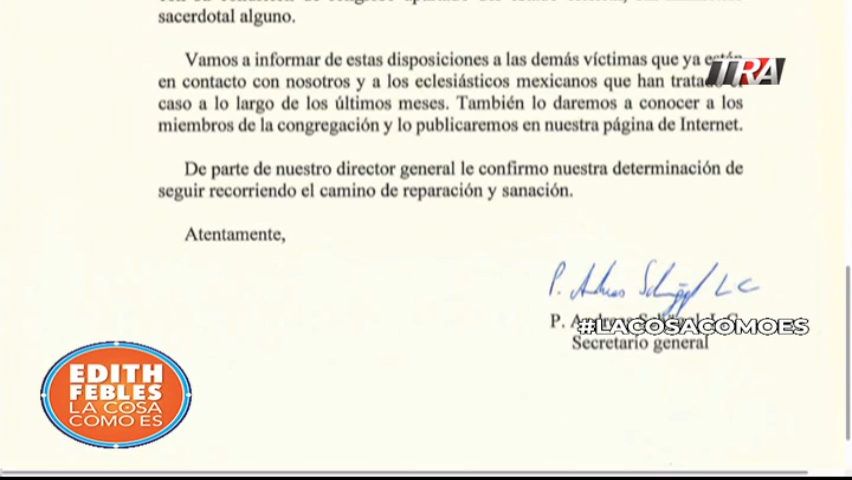 sacerdotal alguno.
Vamos a informar de estas disposiciones a las demás víctimas que ya están
en contacto con nosotros y a los eclesiásticos mexicanos que han tratado el
caso a lo largo de los últimos meses. También lo daremos a conocer a los
miembros de la congregación y lo publicaremos en nuestra página de Internet.
De parte de nuestro director general le confirmo nuestra determinación de
seguir recorriendo el camino de reparación y sanación.
Atentamente,
P. Andreas L C
P. Andreas
Secretario general
TRA
#LACOSACOMOES
EDITH
FEBLES
LA COSA
COMO ES